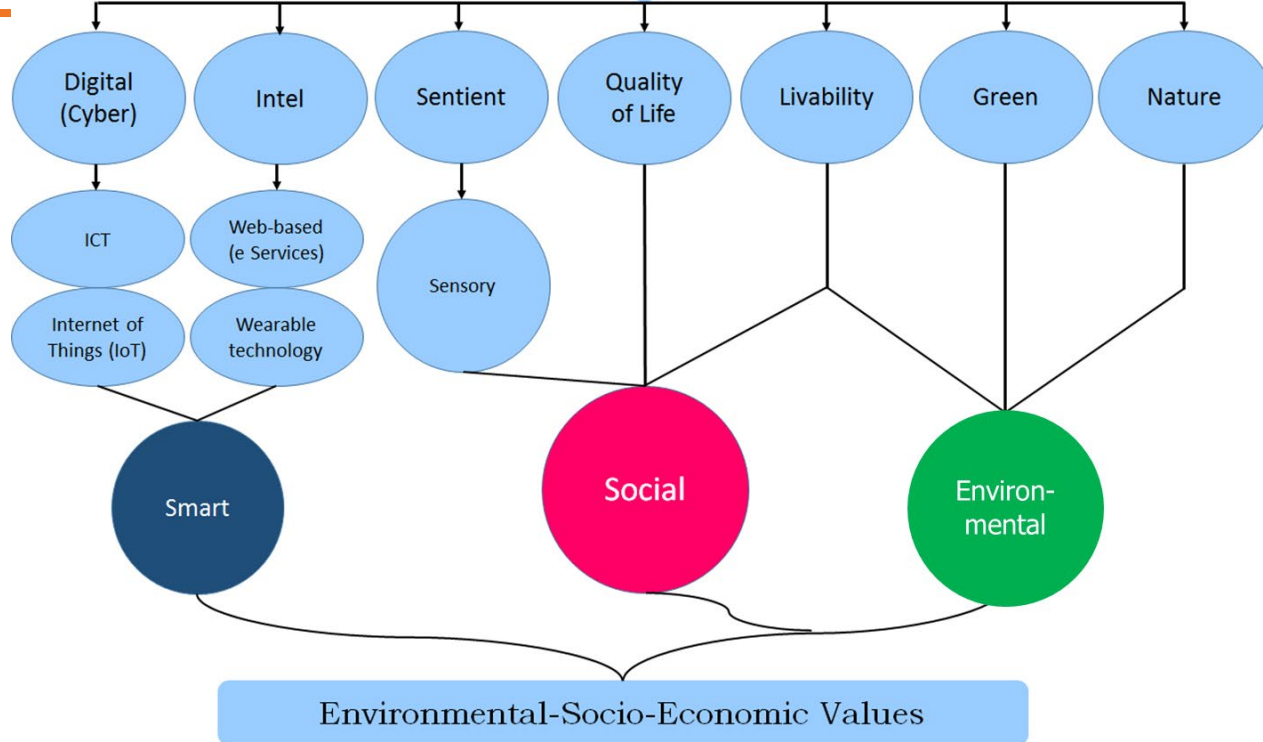 Digital
(Cyber)
Intel
Sentient
Quality
of Life
Livability
Green
Nature
ICT
Web-based
(e Services)
Sensory
Internet of
Things (IoT)
Wearable
technology
Smart
Social
Environ-
mental
Environmental-Socio-Economic Values